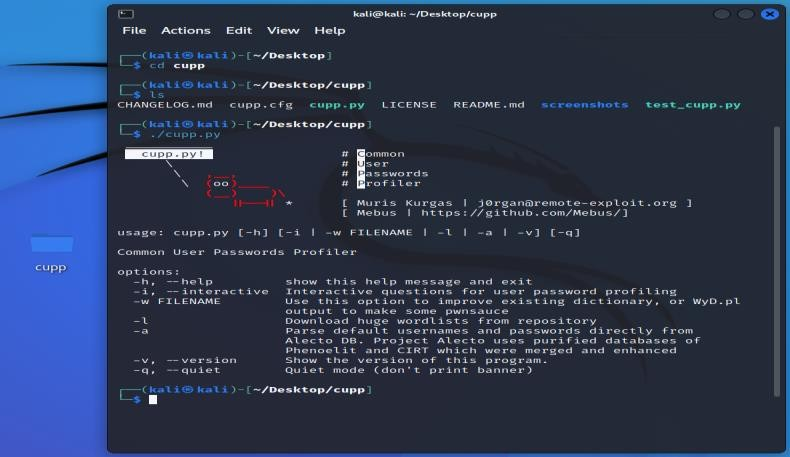 kali@kali: ~/Desktop/cupp
File Actions Edit View Help
┌──(kali㉿kali)-[~/Desktop]
└─$ cd cupp
┌──(kali㉿kali)-[~/Desktop/cupp]
└─$ ls
CHANGELOG.md cupp.cfg cupp.py LICENSE README.md screenshots test_cupp.py
┌──(kali㉿kali)-[~/Desktop/cupp]
└─$ ./cupp.py
cupp.py! # Common
# User
# Passwords
# Profiler
[ Muris Kurgas | j0rgan@remote-exploit.org ]
[ Mebus | https://github.com/Mebus/]
usage: cupp.py [-h] [-i | -w FILENAME | -l | -a | -v] [-q]
Common User Passwords Profiler
options:
-h, --help show this help message and exit
-i, --interactive Interactive questions for user password profiling
-w FILENAME Use this option to improve existing dictionary, or WyD.pl
output to make some pwnsauce
-l Download huge wordlists from repository
-a Parse default usernames and passwords directly from
Alecto DB. Project Alecto uses purified databases of
Phenoelit and CIRT which were merged and enhanced
-v, --version Show the version of this program.
-q, --quiet Quiet mode (don't print banner)
┌──(kali㉿kali)-[~/Desktop/cupp]
└─$
cupp